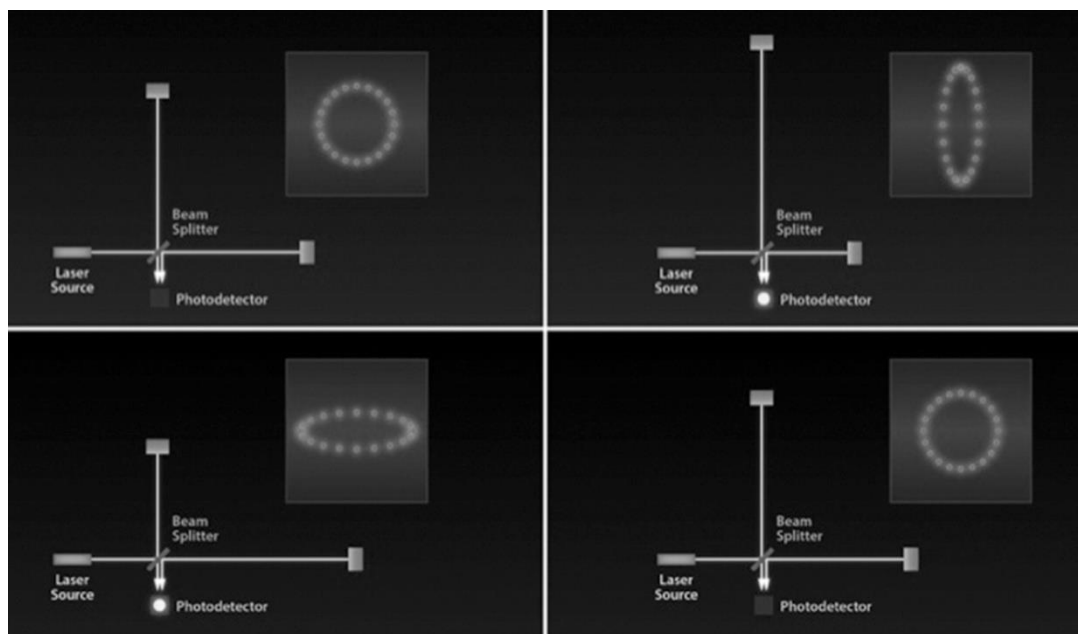 Beam
Splitter
Laser
Source
Photodetector
Beam
Splitter
Laser
Source
Photodetector
Beam
Splitter
Laser
Source
Photodetector
Beam
Splitter
Laser
Source
Photodetector